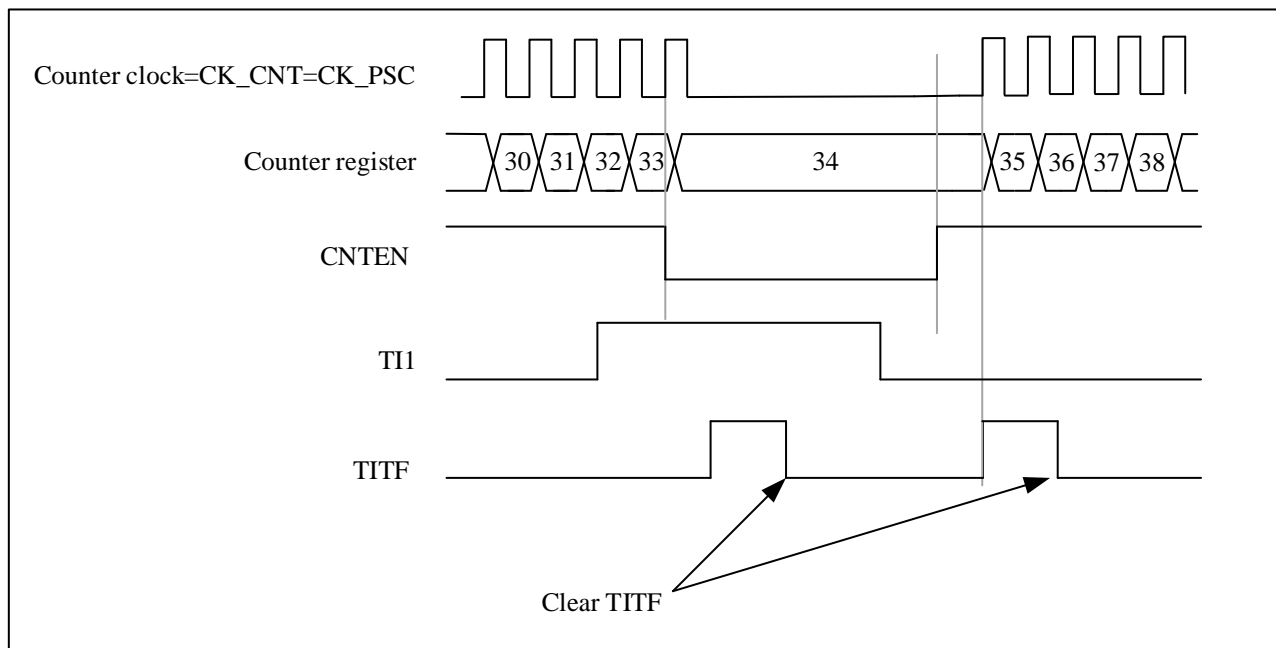 Counter clock=CK_CNT=CK_PSC
Counter register
30 31 32 33 34 35 36 37 38
CNTEN
TI1
TITF
Clear TITF